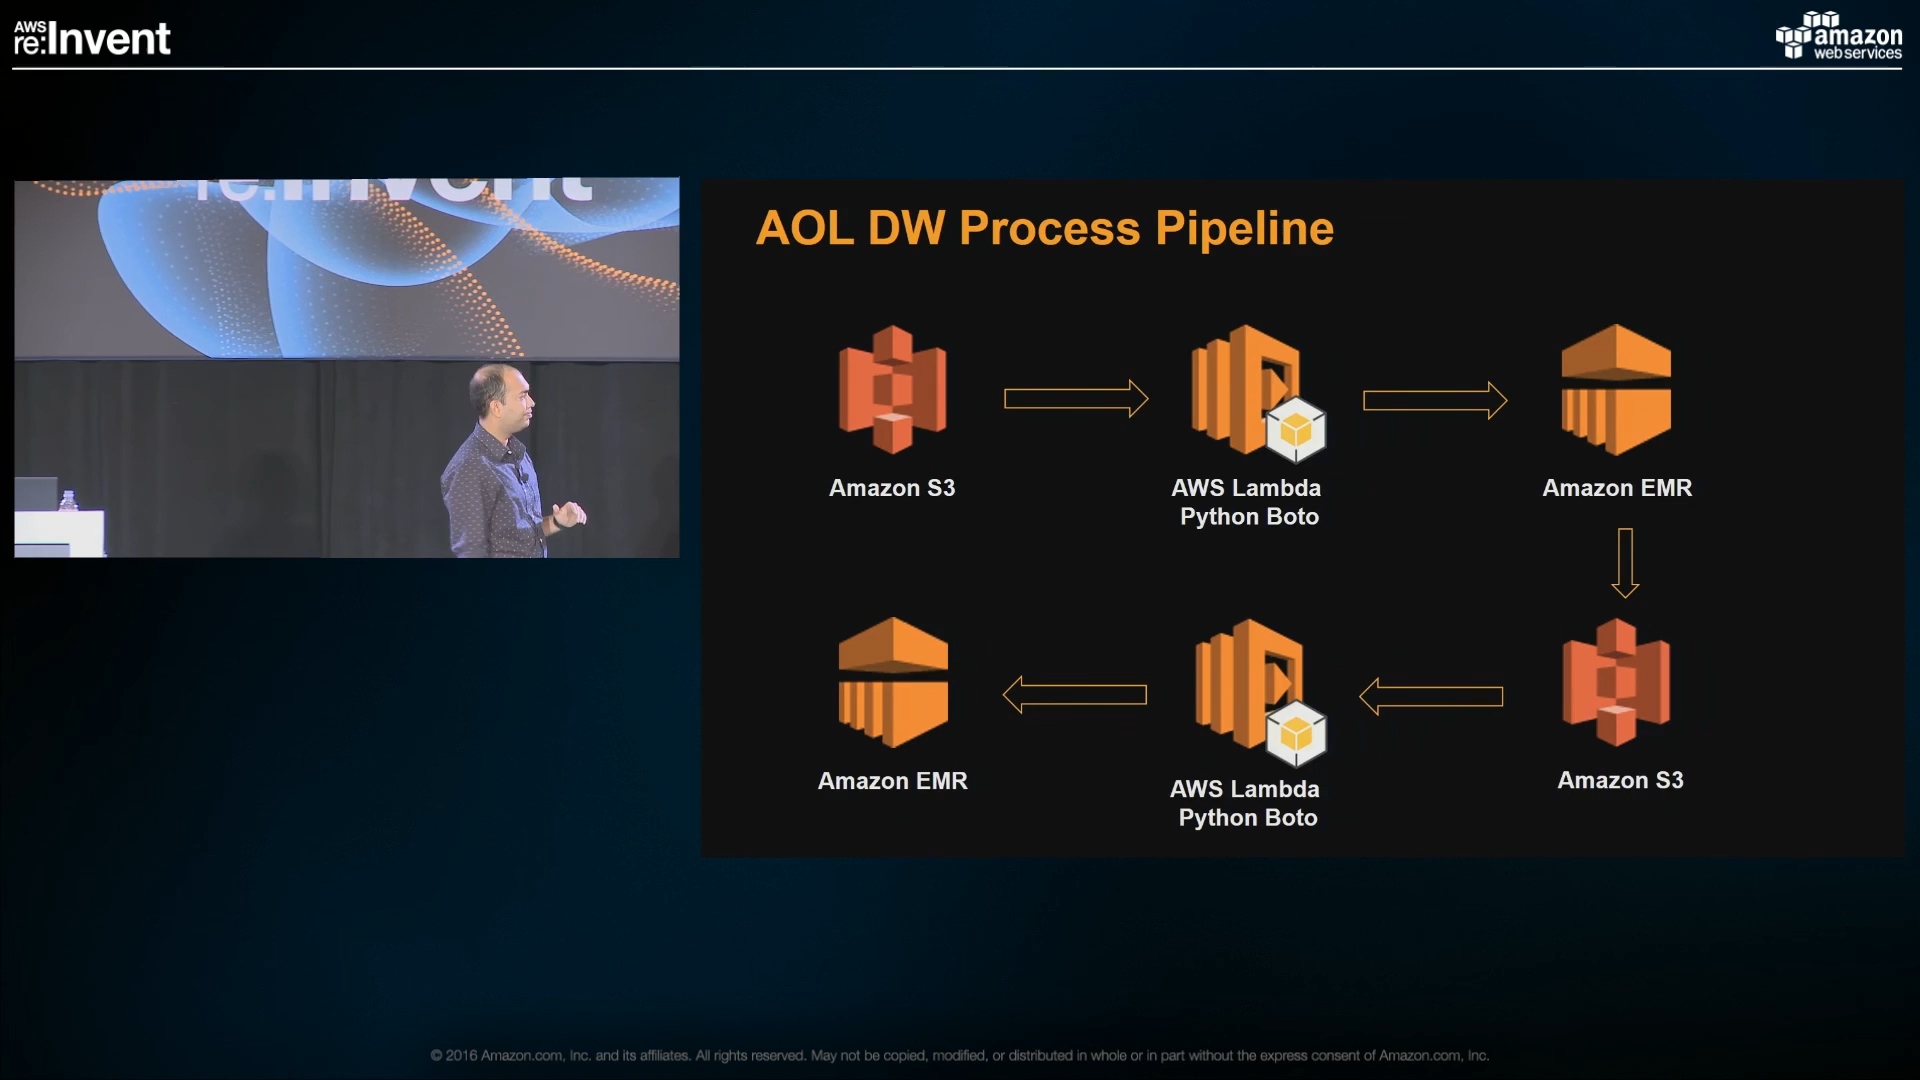 AWS
re:Invent
amazon
web services
re:Invent
AOL DW Process Pipeline
Amazon S3
AWS Lambda
Python Boto
Amazon EMR
Amazon EMR
AWS Lambda
Python Boto
Amazon S3
© 2016 Amazon.com, Inc. and its affiliates. All rights reserved. May not be copied, modified, or distributed in whole or in part without the express consent of Amazon.com, Inc.